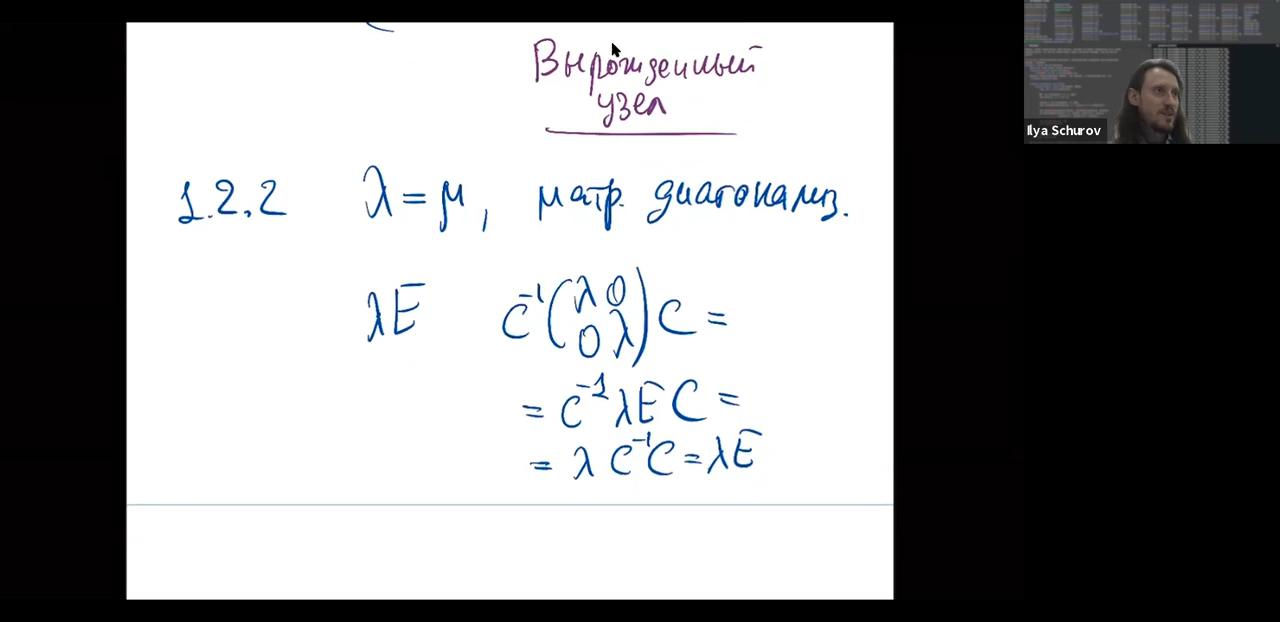 Вырожденный
узел
1.2.2 λ = μ, матр. диагонализ.
λE C⁻¹(λ 0
0 λ)C =
= C⁻¹λEC =
= λC⁻¹C = λE
Ilya Schurov